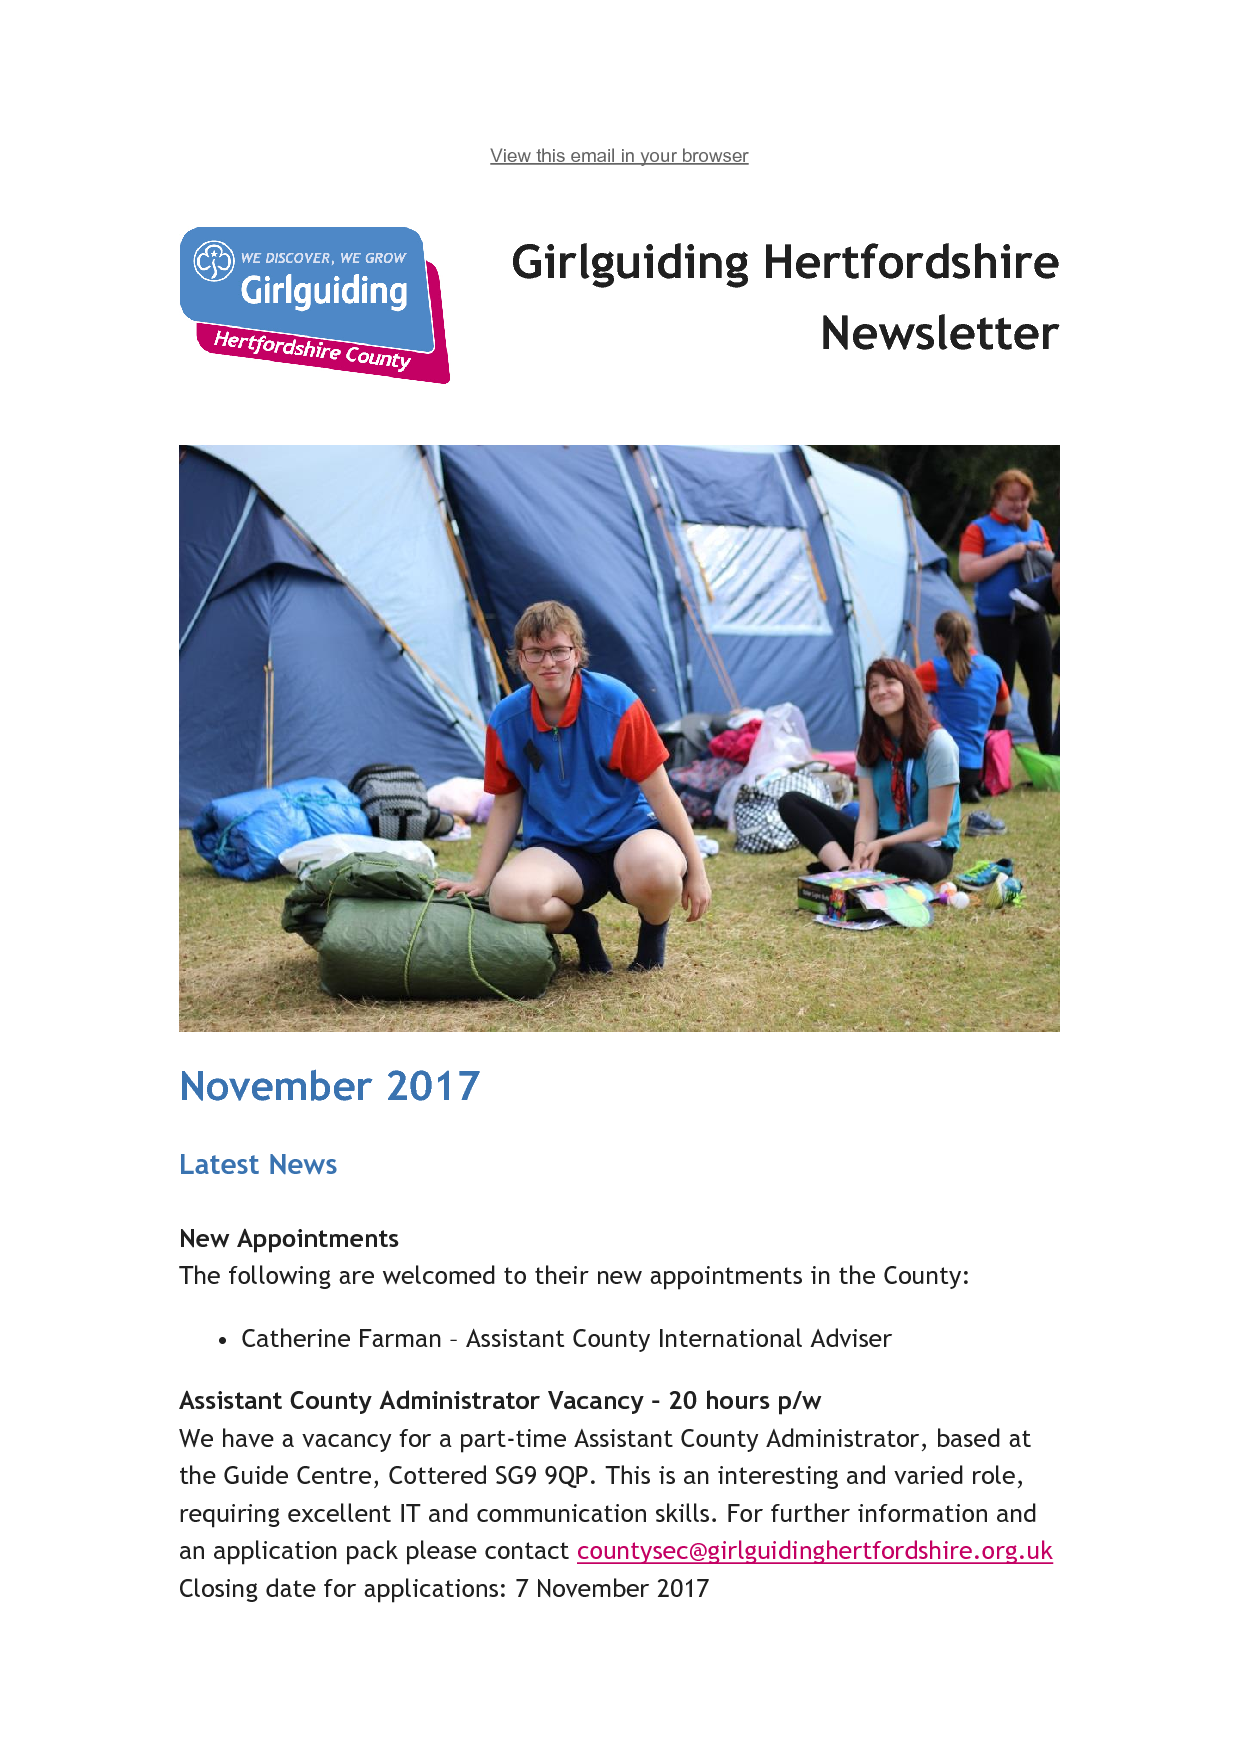 View this email in your browser
WE DISCOVER, WE GROW
Girlguiding
Hertfordshire County
Girlguiding Hertfordshire
Newsletter
November 2017
Latest News
New Appointments
The following are welcomed to their new appointments in the County:
• Catherine Farman – Assistant County International Adviser
Assistant County Administrator Vacancy – 20 hours p/w
We have a vacancy for a part-time Assistant County Administrator, based at
the Guide Centre, Cottered SG9 9QP. This is an interesting and varied role,
requiring excellent IT and communication skills. For further information and
an application pack please contact countysec@girlguidinghertfordshire.org.uk
Closing date for applications: 7 November 2017